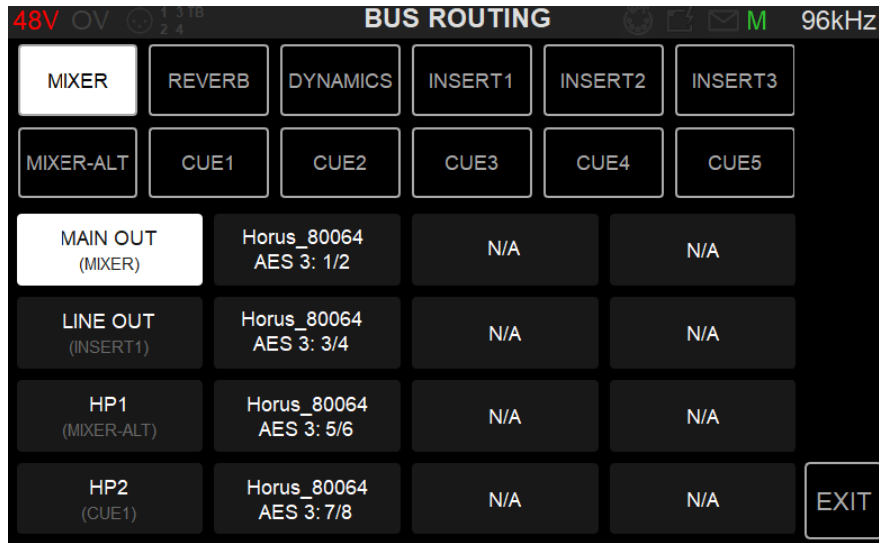 48V OV 1 3 TB BUS ROUTING M 96kHz
2 4
MIXER REVERB DYNAMICS INSERT1 INSERT2 INSERT3
MIXER-ALT CUE1 CUE2 CUE3 CUE4 CUE5
MAIN OUT Horus_80064 N/A N/A
(MIXER) AES 3: 1/2
LINE OUT Horus_80064 N/A N/A
(INSERT1) AES 3: 3/4
HP1 Horus_80064 N/A N/A
(MIXER-ALT) AES 3: 5/6
HP2 Horus_80064 N/A N/A EXIT
(CUE1) AES 3: 7/8